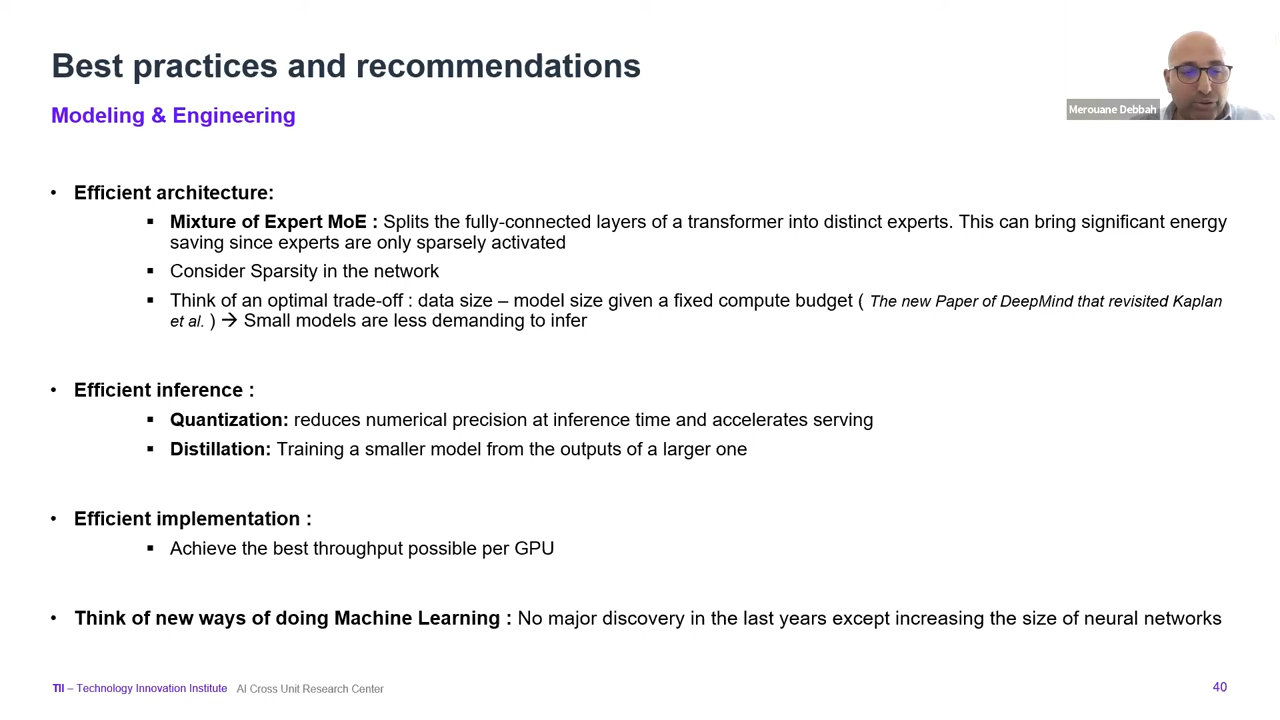 Best practices and recommendations
Merouane Debbah
Modeling & Engineering
• Efficient architecture:
▪ Mixture of Expert MoE : Splits the fully-connected layers of a transformer into distinct experts. This can bring significant energy
saving since experts are only sparsely activated
▪ Consider Sparsity in the network
▪ Think of an optimal trade-off : data size – model size given a fixed compute budget ( The new Paper of DeepMind that revisited Kaplan
et al. ) → Small models are less demanding to infer
• Efficient inference :
▪ Quantization: reduces numerical precision at inference time and accelerates serving
▪ Distillation: Training a smaller model from the outputs of a larger one
• Efficient implementation :
▪ Achieve the best throughput possible per GPU
• Think of new ways of doing Machine Learning : No major discovery in the last years except increasing the size of neural networks
TII – Technology Innovation Institute AI Cross Unit Research Center
40